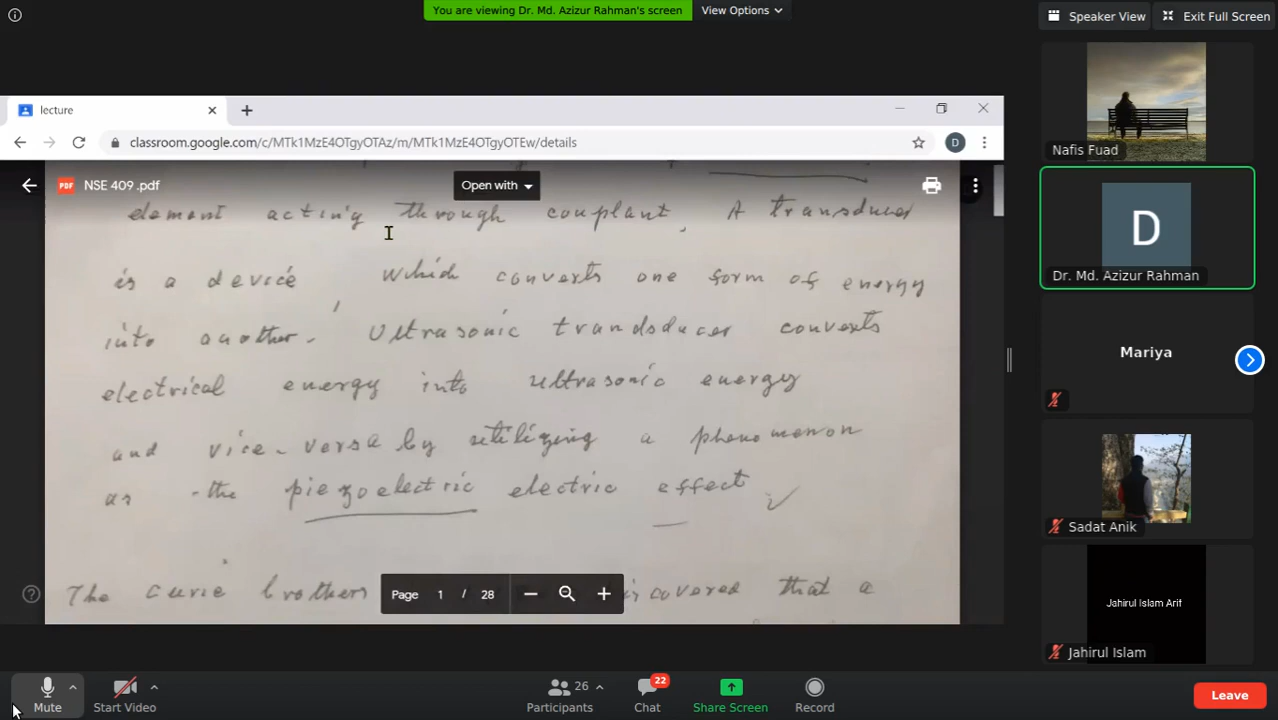 You are viewing Dr. Md. Azizur Rahman's screen
View Options
Speaker View
Exit Full Screen
lecture
classroom.google.com/c/MTk1MzE4OTgyOTAz/m/MTk1MzE4OTgyOTEw/details
NSE 409 .pdf
Open with
element acting through couplant, A transducer
is a device which converts one form of energy
into another. Ultrasonic trandsducer converts
electrical energy into ultrasonic energy
and vice-versa by utilizing a phenomenon
as the piezoelectric electric effect
The curie brothers iscovered that a
Page 1 / 28
Nafis Fuad
D
Dr. Md. Azizur Rahman
Mariya
Sadat Anik
Jahirul Islam Arif
Jahirul Islam
Mute
Start Video
26
Participants
22
Chat
Share Screen
Record
Leave